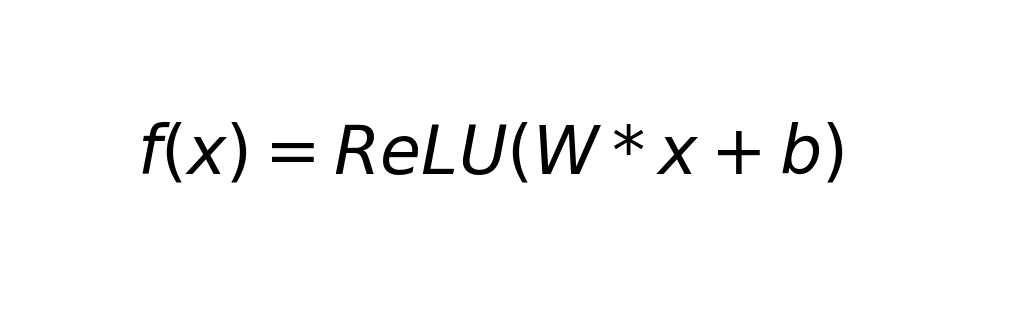 f(x) = ReLU(W * x + b)